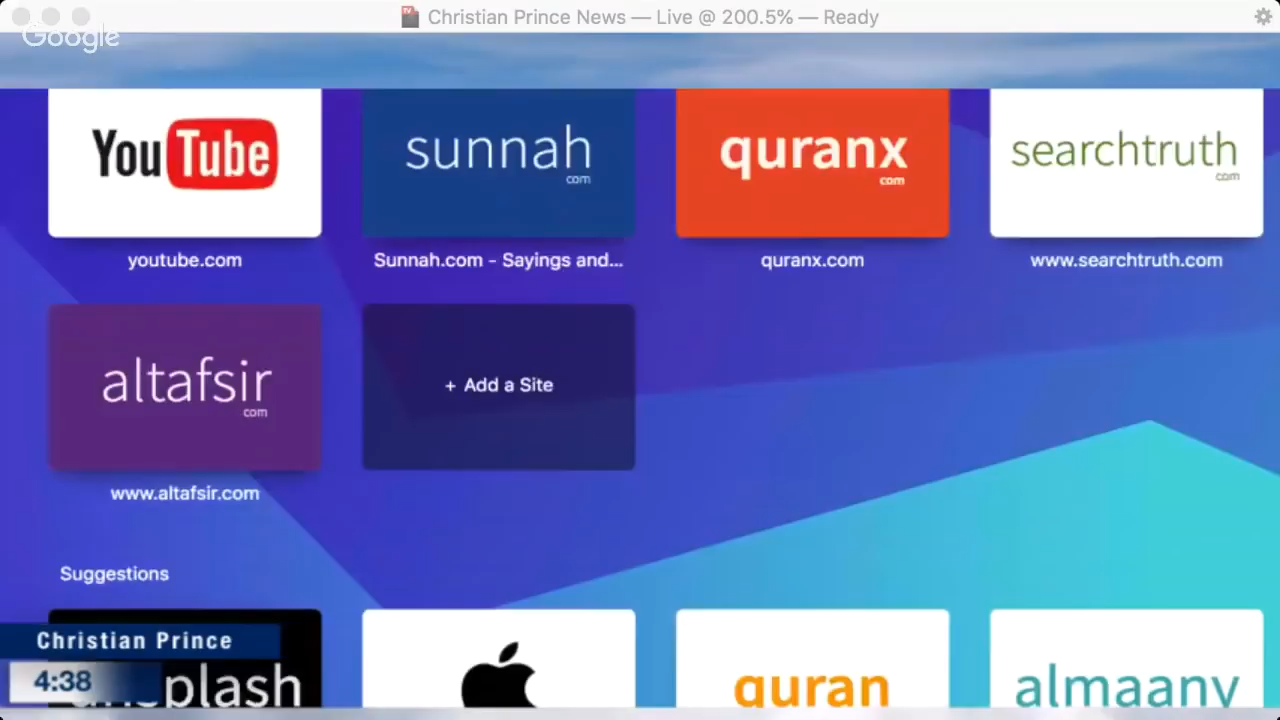 Christian Prince News — Live @ 200.5% — Ready
Google
YouTube
sunnah
com
quranx
com
searchtruth
com
youtube.com
Sunnah.com - Sayings and...
quranx.com
www.searchtruth.com
altafsir
com
+ Add a Site
www.altafsir.com
Suggestions
Christian Prince
4:38
quran
almaany